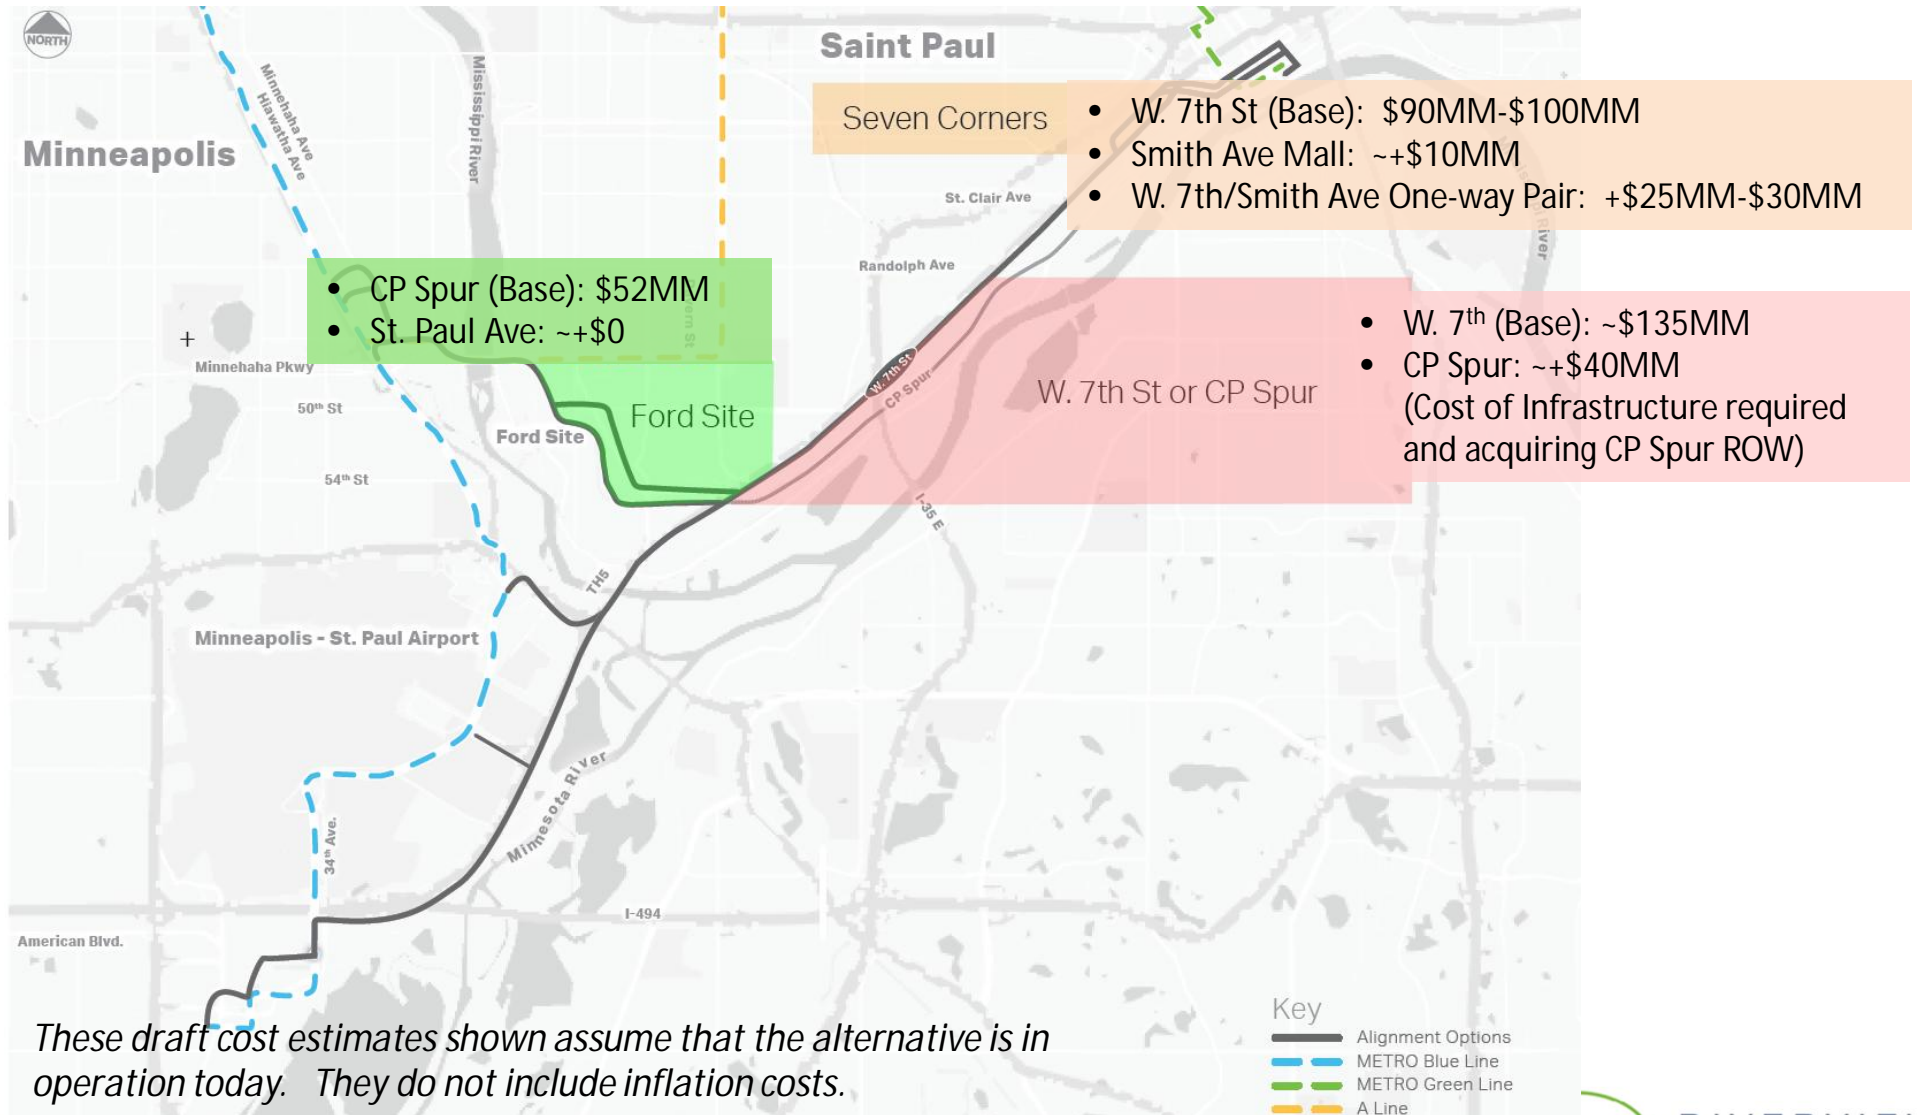 NORTH
Saint Paul
Minneapolis
Minnehaha Ave
Hiawatha Ave
Mississippi River
Seven Corners
• W. 7th St (Base): $90MM-$100MM
• Smith Ave Mall: ~+$10MM
• W. 7th/Smith Ave One-way Pair: +$25MM-$30MM
St. Clair Ave
River
Randolph Ave
• CP Spur (Base): $52MM
• St. Paul Ave: ~+$0
• W. 7th (Base): ~$135MM
• CP Spur: ~+$40MM
(Cost of Infrastructure required
and acquiring CP Spur ROW)
Minnehaha Pkwy
50th St
W. 7th St
CP Spur
W. 7th St or CP Spur
Ford Site
Ford Site
54th St
I-35 E
TH5
Minneapolis - St. Paul Airport
Minnesota River
34th Ave.
I-494
American Blvd.
These draft cost estimates shown assume that the alternative is in
operation today. They do not include inflation costs.
Key
Alignment Options
METRO Blue Line
METRO Green Line
A Line